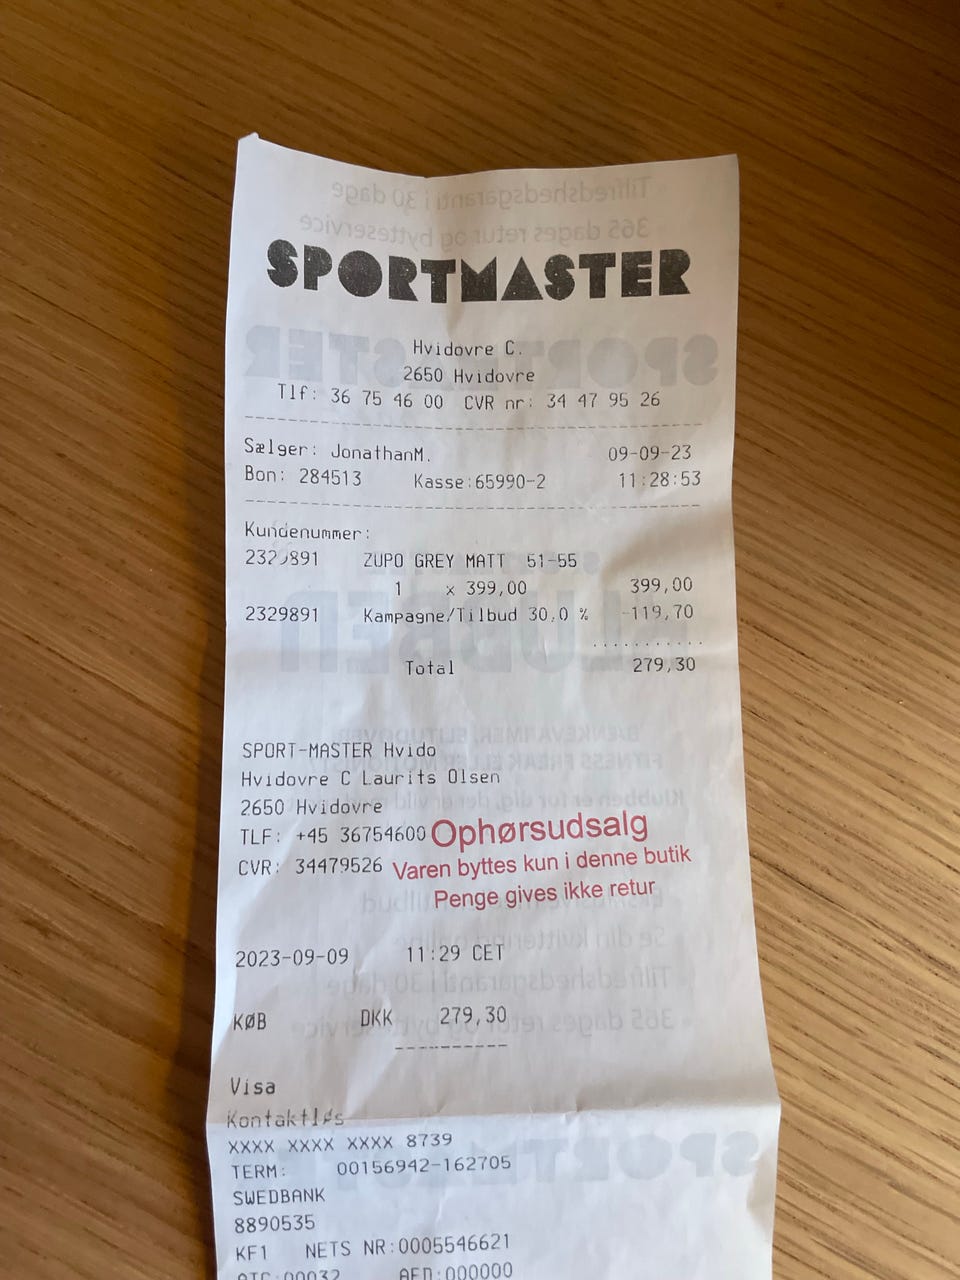 SPORTMASTER
Hvidovre C.
2650 Hvidovre
Tlf: 36 75 46 00 CVR nr: 34 47 95 26
Sælger: JonathanM. 09-09-23
Bon: 284513 Kasse:65990-2 11:28:53
Kundenummer:
2329891 ZUPO GREY MATT 51-55
1 x 399,00 399,00
2329891 Kampagne/Tilbud 30,0 % -119,70
Total 279,30
SPORT-MASTER Hvido
Hvidovre C Laurits Olsen
2650 Hvidovre
TLF: +45 36754600
CVR: 34479526
Ophørsudsalg
Varen byttes kun i denne butik
Penge gives ikke retur
2023-09-09 11:29 CET
KØB DKK 279,30
Visa
Kontaktløs
XXXX XXXX XXXX 8739
TERM: 00156942-162705
SWEDBANK
8890535
KF1 NETS NR:0005546621
ATC:00032 AED:000000